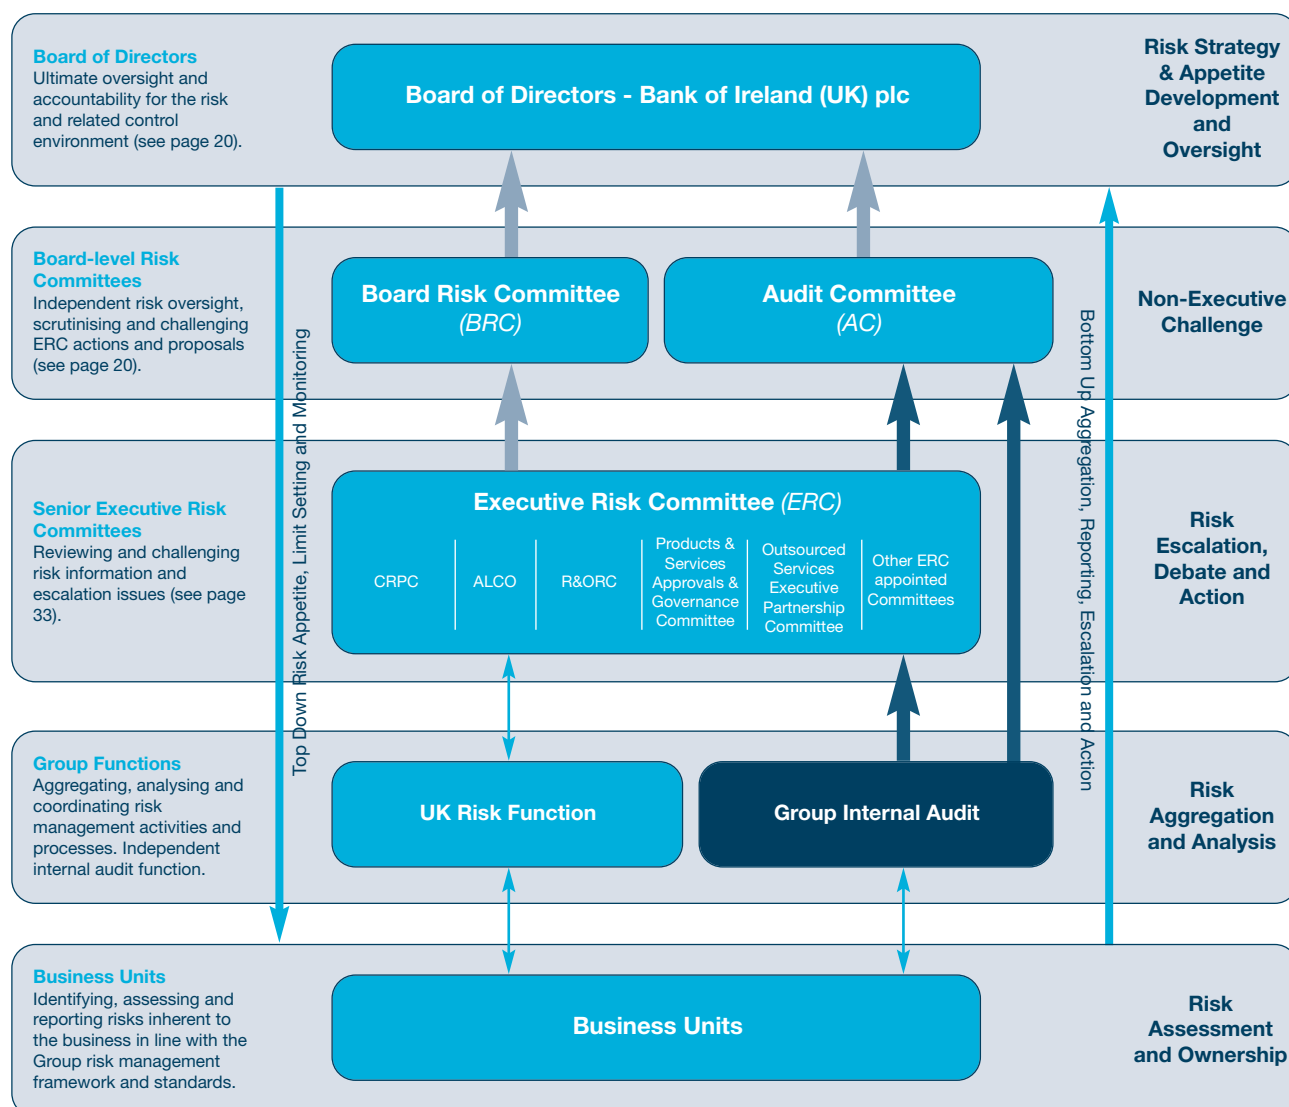 Board of Directors
Ultimate oversight and
accountability for the risk
and related control
environment (see page 20).
Board of Directors - Bank of Ireland (UK) plc
Risk Strategy
& Appetite
Development
and
Oversight
Board-level Risk
Committees
Independent risk oversight,
scrutinising and challenging
ERC actions and proposals
(see page 20).
Board Risk Committee
(BRC)
Audit Committee
(AC)
Non-Executive
Challenge
Top Down Risk Appetite, Limit Setting and Monitoring
Bottom Up Aggregation, Reporting, Escalation and Action
Senior Executive Risk
Committees
Reviewing and challenging
risk information and
escalation issues (see page
33).
Executive Risk Committee (ERC)
CRPC
ALCO
R&ORC
Products &
Services
Approvals &
Governance
Committee
Outsourced
Services
Executive
Partnership
Committee
Other ERC
appointed
Committees
Risk
Escalation,
Debate and
Action
Group Functions
Aggregating, analysing and
coordinating risk
management activities and
processes. Independent
internal audit function.
UK Risk Function
Group Internal Audit
Risk
Aggregation
and Analysis
Business Units
Identifying, assessing and
reporting risks inherent to
the business in line with the
Group risk management
framework and standards.
Business Units
Risk
Assessment
and Ownership